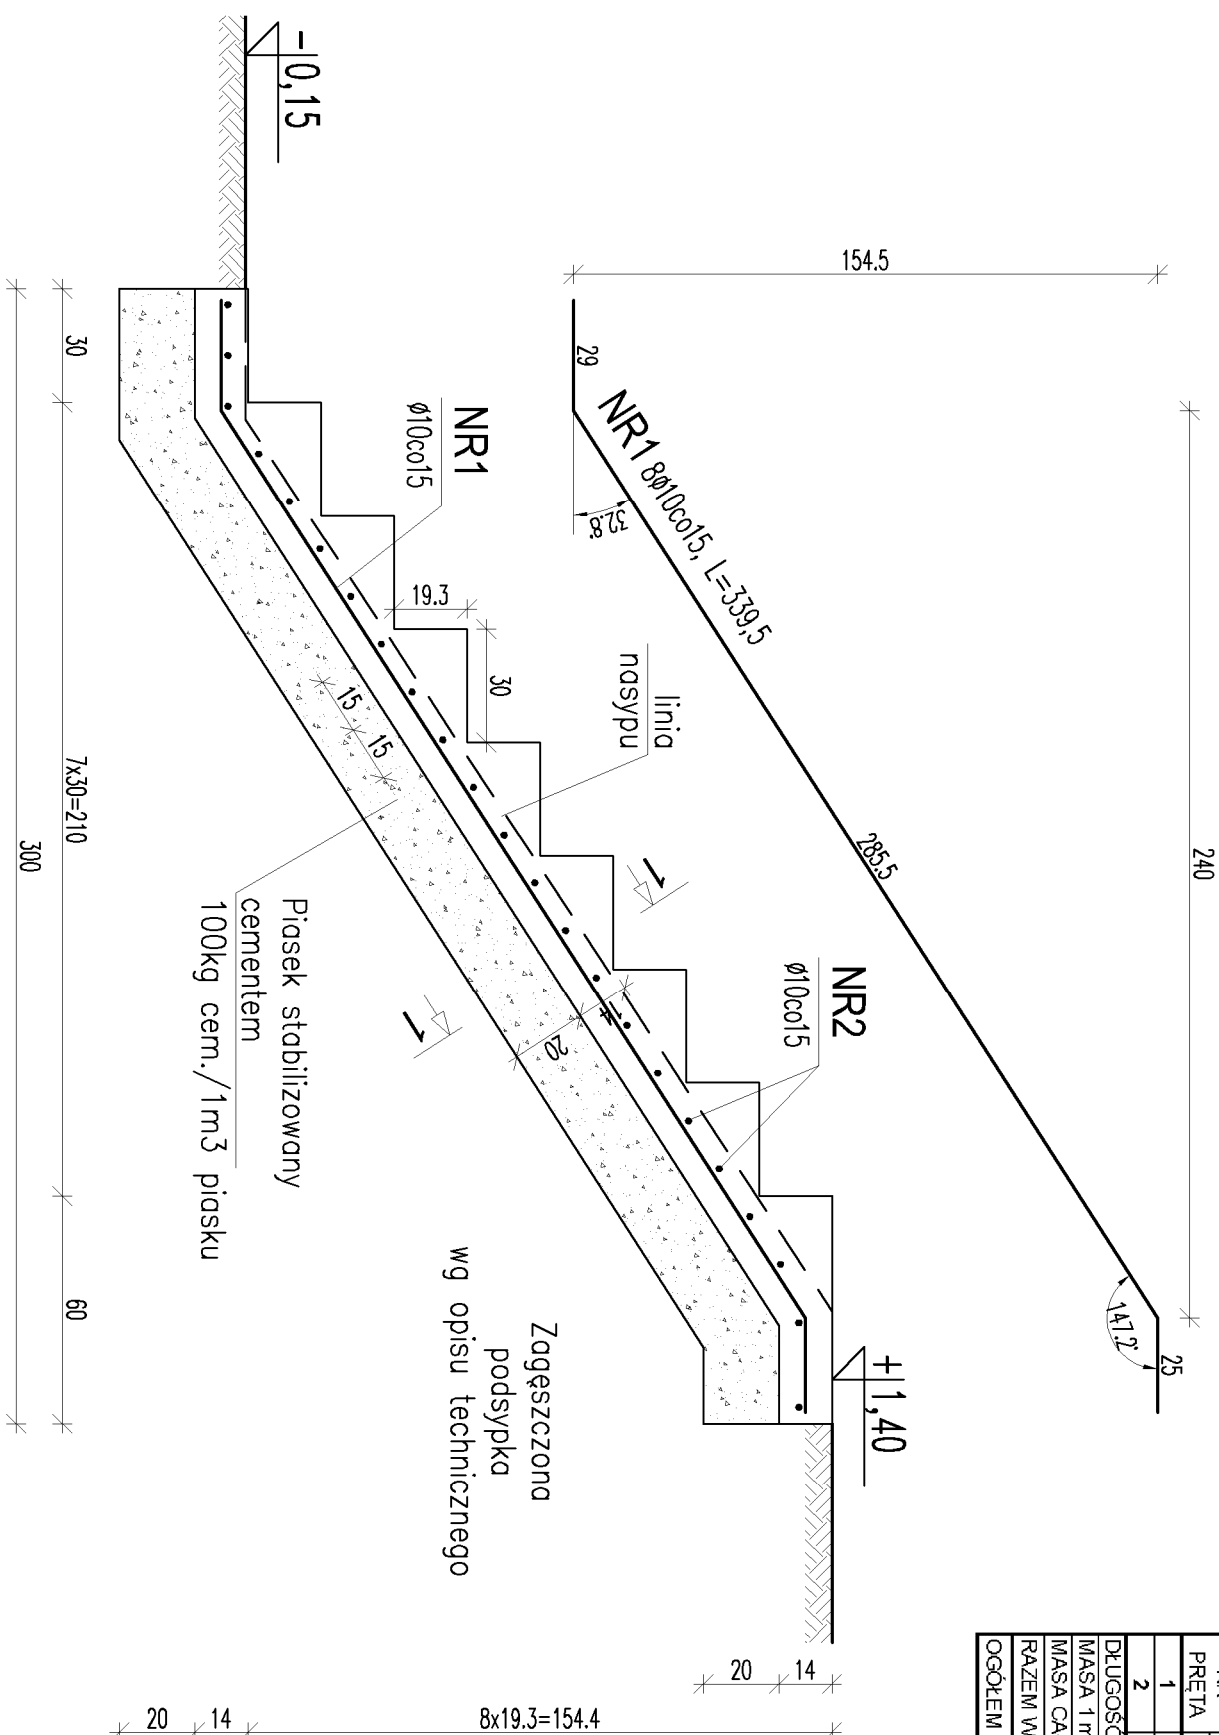 -0,15
154.5
29
NR1 8ø10co15, L=339,5
32.8°
285.5
240
147.2°
25
NR1
ø10co15
19.3
30
linia
nasypu
NR2
ø10co15
1
1
14
20
15
15
Piasek stabilizowany
cementem
100kg cem./1m3 piasku
Zagęszczona
podsypka
wg opisu technicznego
+1,40
30
7x30=210
60
300
20
14
20
14
8x19.3=154.4
PRĘTA
1
2
DŁUGOŚĆ
MASA 1m
MASA CA
RAZEM W
OGÓŁEM